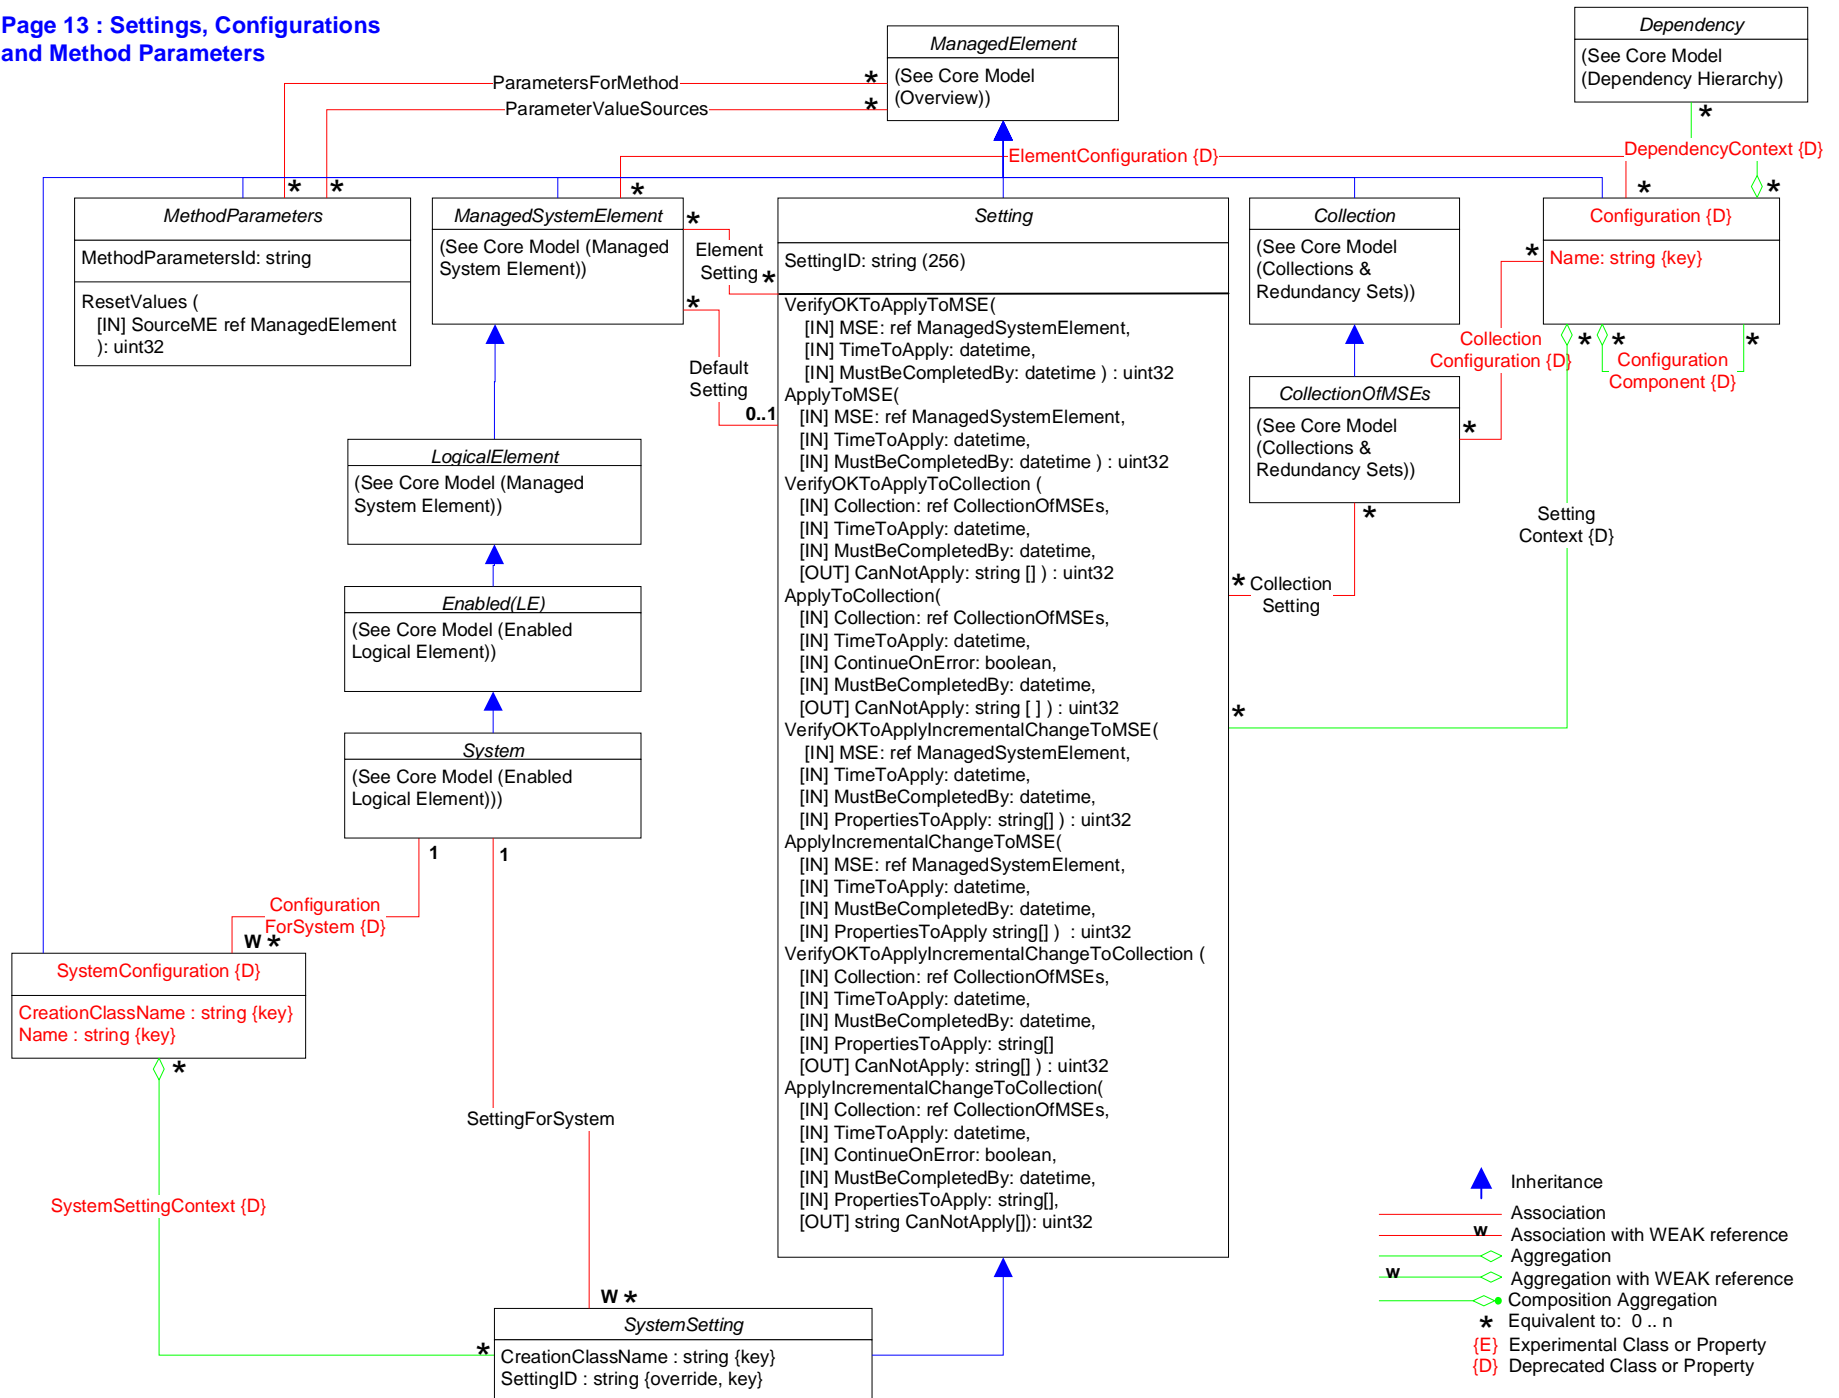 Page 13 : Settings, Configurations
and Method Parameters
ManagedElement
(See Core Model
(Overview))
Dependency
(See Core Model
(Dependency Hierarchy)
ParametersForMethod
*
ParameterValueSources
*
*
ElementConfiguration {D}
DependencyContext {D}
*
*
*
*
*
MethodParameters
MethodParametersId: string
ResetValues (
[IN] SourceME ref ManagedElement
): uint32
ManagedSystemElement
(See Core Model (Managed
System Element))
*
Element
Setting
*
*
Default
Setting
0..1
Setting
SettingID: string (256)
VerifyOKToApplyToMSE(
[IN] MSE: ref ManagedSystemElement,
[IN] TimeToApply: datetime,
[IN] MustBeCompletedBy: datetime ) : uint32
ApplyToMSE(
[IN] MSE: ref ManagedSystemElement,
[IN] TimeToApply: datetime,
[IN] MustBeCompletedBy: datetime ) : uint32
VerifyOKToApplyToCollection (
[IN] Collection: ref CollectionOfMSEs,
[IN] TimeToApply: datetime,
[IN] MustBeCompletedBy: datetime,
[OUT] CanNotApply: string [] ) : uint32
ApplyToCollection(
[IN] Collection: ref CollectionOfMSEs,
[IN] TimeToApply: datetime,
[IN] ContinueOnError: boolean,
[IN] MustBeCompletedBy: datetime,
[OUT] CanNotApply: string [ ] ) : uint32
VerifyOKToApplyIncrementalChangeToMSE(
[IN] MSE: ref ManagedSystemElement,
[IN] TimeToApply: datetime,
[IN] MustBeCompletedBy: datetime,
[IN] PropertiesToApply: string[] ) : uint32
ApplyIncrementalChangeToMSE(
[IN] MSE: ref ManagedSystemElement,
[IN] TimeToApply: datetime,
[IN] MustBeCompletedBy: datetime,
[IN] PropertiesToApply string[] ) : uint32
VerifyOKToApplyIncrementalChangeToCollection (
[IN] Collection: ref CollectionOfMSEs,
[IN] TimeToApply: datetime,
[IN] MustBeCompletedBy: datetime,
[IN] PropertiesToApply: string[]
[OUT] CanNotApply: string[] ) : uint32
ApplyIncrementalChangeToCollection(
[IN] Collection: ref CollectionOfMSEs,
[IN] TimeToApply: datetime,
[IN] ContinueOnError: boolean,
[IN] MustBeCompletedBy: datetime,
[IN] PropertiesToApply: string[],
[OUT] string CanNotApply[]): uint32
Collection
(See Core Model
(Collections &
Redundancy Sets))
Configuration {D}
Name: string {key}
*
Collection
Configuration {D}
*
*
*
*
Configuration
Component {D}
CollectionOfMSEs
(See Core Model
(Collections &
Redundancy Sets))
*
*
Collection
Setting
Setting
Context {D}
*
LogicalElement
(See Core Model (Managed
System Element))
Enabled(LE)
(See Core Model (Enabled
Logical Element))
System
(See Core Model (Enabled
Logical Element)))
1
1
Configuration
ForSystem {D}
W *
SystemConfiguration {D}
CreationClassName : string {key}
Name : string {key}
*
SettingForSystem
SystemSettingContext {D}
W *
*
SystemSetting
CreationClassName : string {key}
SettingID : string {override, key}
Inheritance
Association
w Association with WEAK reference
Aggregation
w Aggregation with WEAK reference
Composition Aggregation
* Equivalent to: 0 .. n
{E} Experimental Class or Property
{D} Deprecated Class or Property